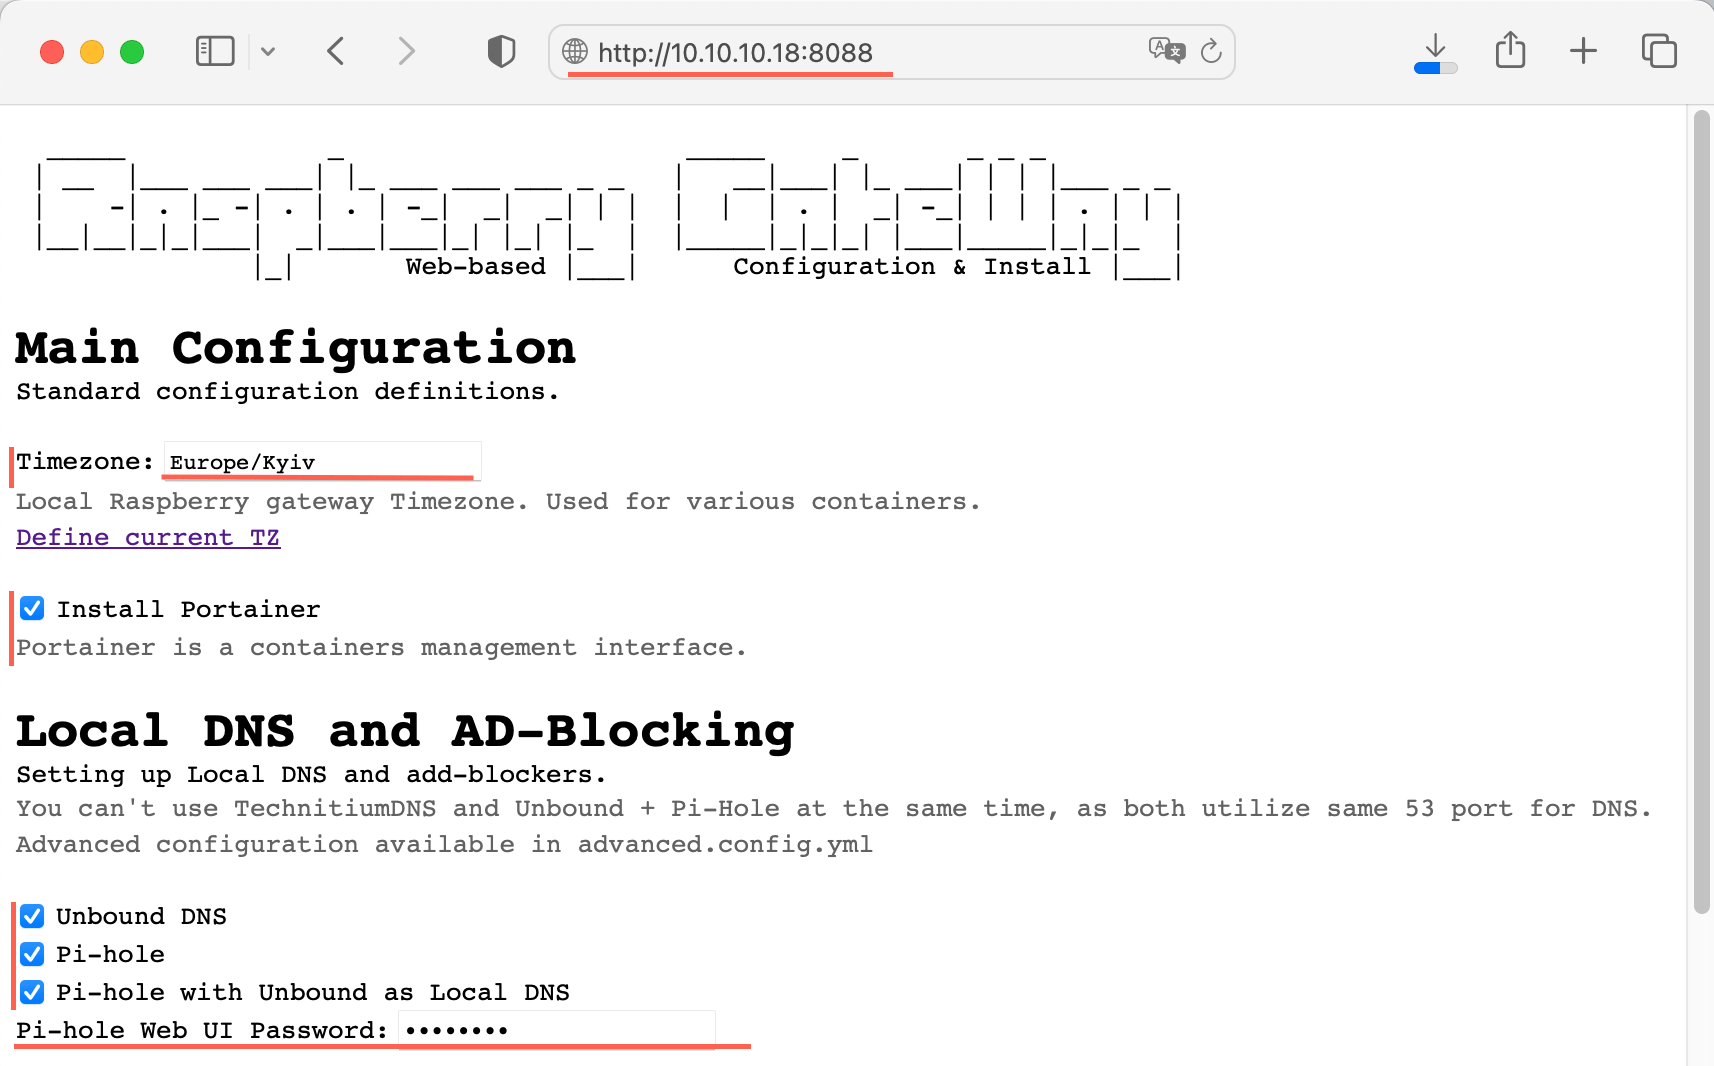 http://10.10.10.18:8088
Raspberry GateWay
Web-based Configuration & Install
Main Configuration
Standard configuration definitions.
Timezone: Europe/Kyiv
Local Raspberry gateway Timezone. Used for various containers.
Define current TZ
Install Portainer
Portainer is a containers management interface.
Local DNS and AD-Blocking
Setting up Local DNS and add-blockers.
You can't use TechnitiumDNS and Unbound + Pi-Hole at the same time, as both utilize same 53 port for DNS.
Advanced configuration available in advanced.config.yml
Unbound DNS
Pi-hole
Pi-hole with Unbound as Local DNS
Pi-hole Web UI Password: ••••••••